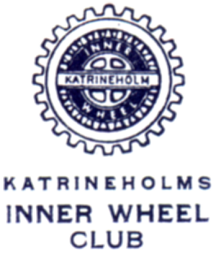 INNER
KATRINEHOLM
WHEEL
KATRINEHOLMS
INNER WHEEL
CLUB